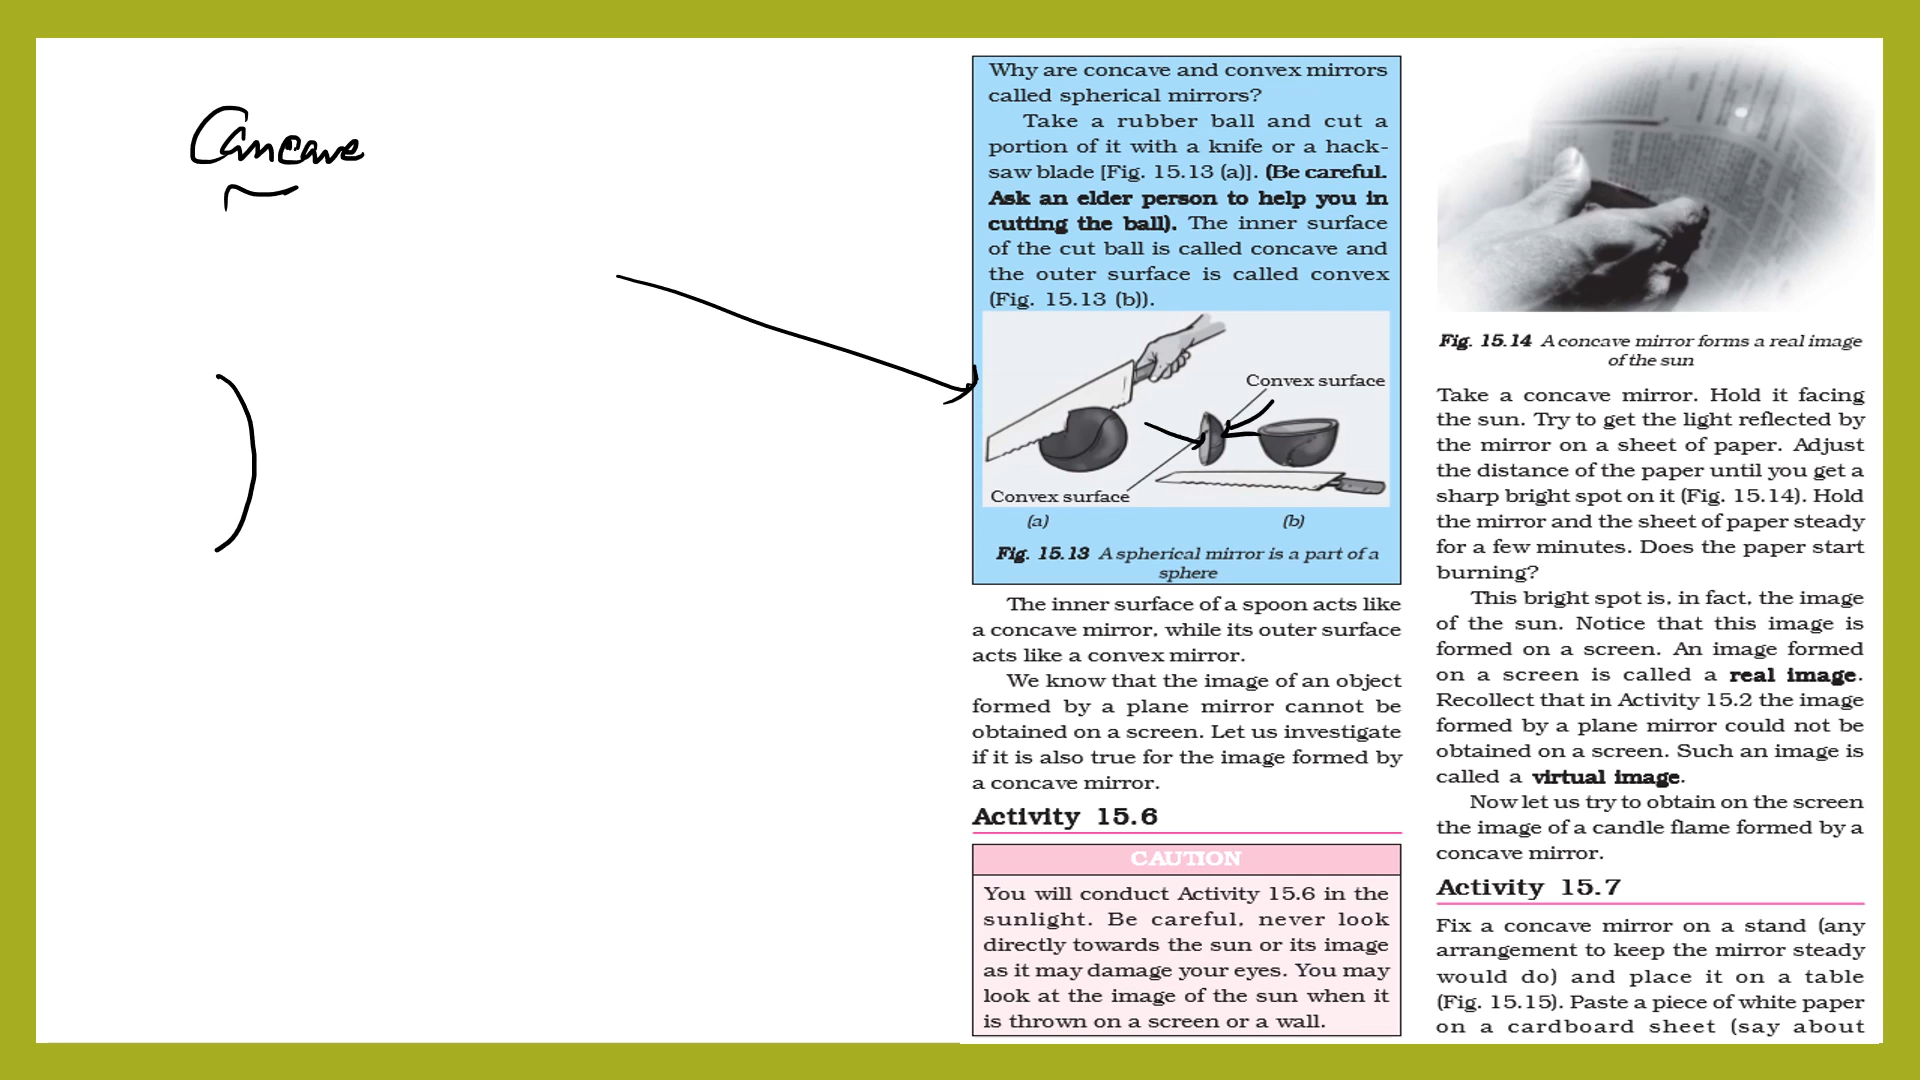 Cancave
Why are concave and convex mirrors
called spherical mirrors?
Take a rubber ball and cut a
portion of it with a knife or a hack-
saw blade [Fig. 15.13 (a)]. (Be careful.
Ask an elder person to help you in
cutting the ball). The inner surface
of the cut ball is called concave and
the outer surface is called convex
(Fig. 15.13 (b)).
Convex surface
Convex surface
(a) (b)
Fig. 15.13 A spherical mirror is a part of a
sphere
The inner surface of a spoon acts like
a concave mirror, while its outer surface
acts like a convex mirror.
We know that the image of an object
formed by a plane mirror cannot be
obtained on a screen. Let us investigate
if it is also true for the image formed by
a concave mirror.
Activity 15.6
CAUTION
You will conduct Activity 15.6 in the
sunlight. Be careful, never look
directly towards the sun or its image
as it may damage your eyes. You may
look at the image of the sun when it
is thrown on a screen or a wall.
Fig. 15.14 A concave mirror forms a real image
of the sun
Take a concave mirror. Hold it facing
the sun. Try to get the light reflected by
the mirror on a sheet of paper. Adjust
the distance of the paper until you get a
sharp bright spot on it (Fig. 15.14). Hold
the mirror and the sheet of paper steady
for a few minutes. Does the paper start
burning?
This bright spot is, in fact, the image
of the sun. Notice that this image is
formed on a screen. An image formed
on a screen is called a real image.
Recollect that in Activity 15.2 the image
formed by a plane mirror could not be
obtained on a screen. Such an image is
called a virtual image.
Now let us try to obtain on the screen
the image of a candle flame formed by a
concave mirror.
Activity 15.7
Fix a concave mirror on a stand (any
arrangement to keep the mirror steady
would do) and place it on a table
(Fig. 15.15). Paste a piece of white paper
on a cardboard sheet (say about